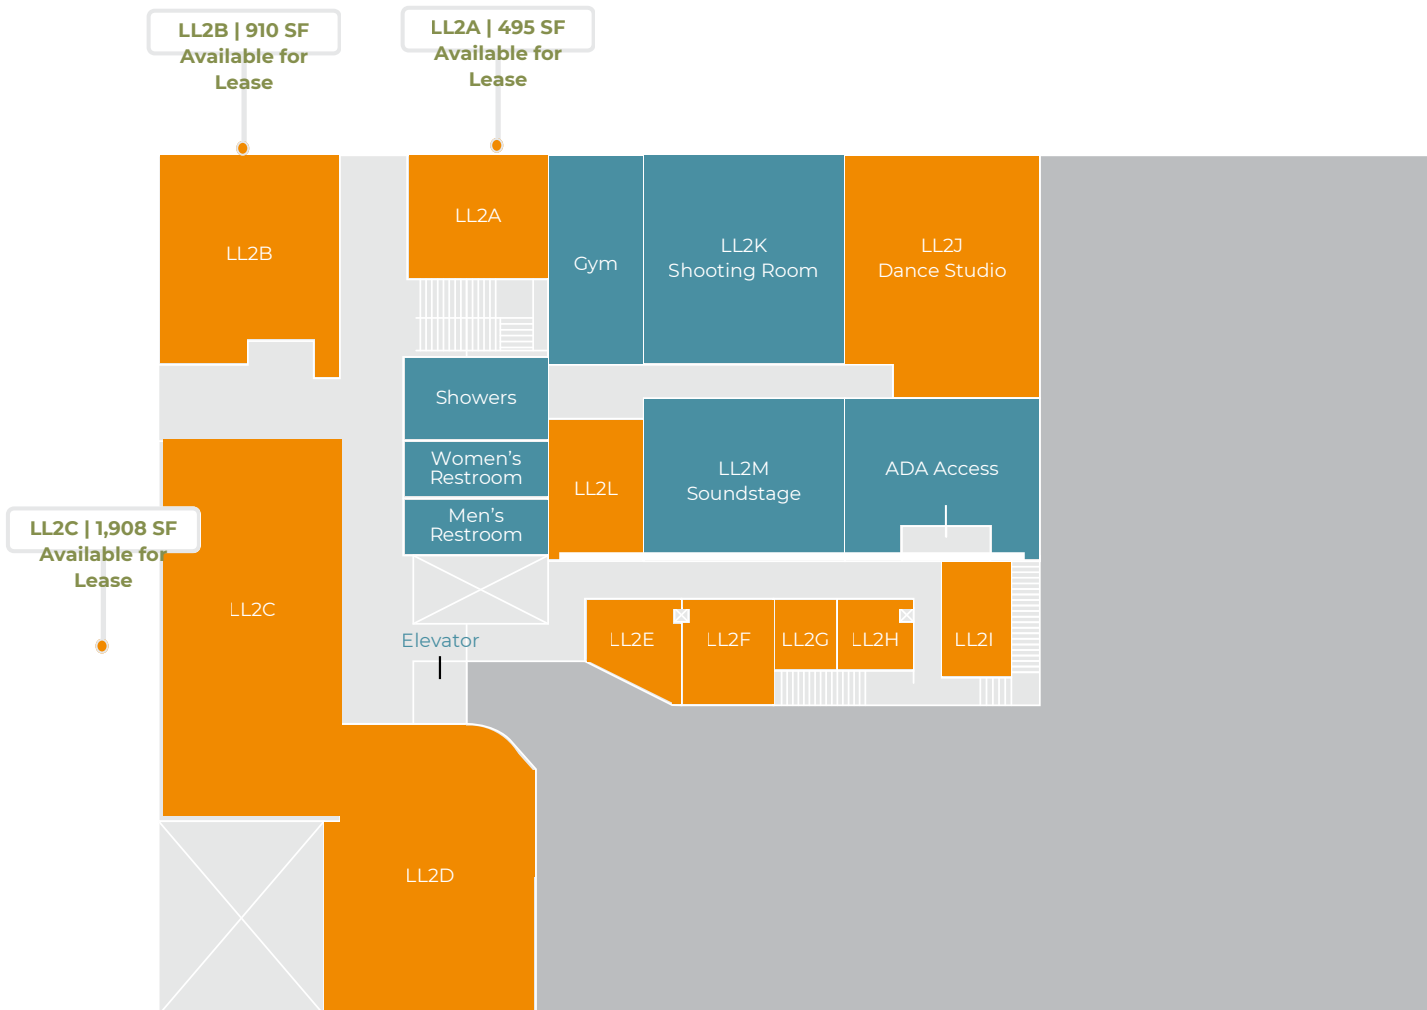 LL2B | 910 SF
Available for
Lease
LL2A | 495 SF
Available for
Lease
LL2B
LL2A
Gym
LL2K
Shooting Room
LL2J
Dance Studio
Showers
Women’s
Restroom
Men’s
Restroom
LL2L
LL2M
Soundstage
ADA Access
LL2C | 1,908 SF
Available for
Lease
LL2C
Elevator
LL2E
LL2F
LL2G
LL2H
LL2I
LL2D